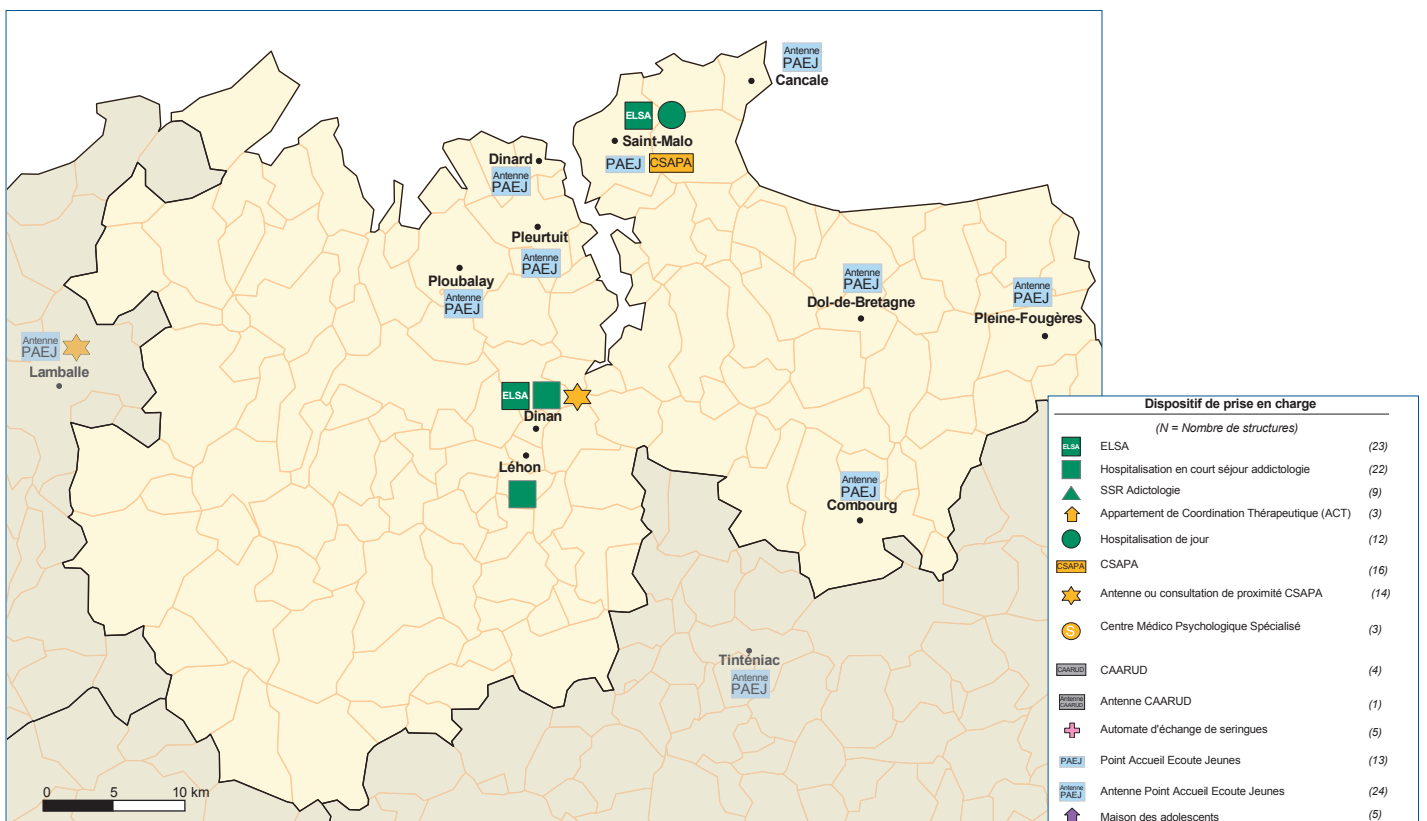 Antenne
PAEJ
Cancale
ELSA
Saint-Malo
PAEJ CSAPA
Dinard
Antenne
PAEJ
Pleurtuit
Antenne
PAEJ
Ploubalay
Antenne
PAEJ
Antenne
PAEJ
Dol-de-Bretagne
Antenne
PAEJ
Pleine-Fougères
Antenne
PAEJ
Lamballe
ELSA
Dinan
Léhon
Antenne
PAEJ
Combourg
Tinténiac
Antenne
PAEJ
0 5 10 km
Dispositif de prise en charge
(N = Nombre de structures)
ELSA ELSA (23)
Hospitalisation en court séjour addictologie (22)
SSR Adictologie (9)
Appartement de Coordination Thérapeutique (ACT) (3)
Hospitalisation de jour (12)
CSAPA CSAPA (16)
Antenne ou consultation de proximité CSAPA (14)
S Centre Médico Psychologique Spécialisé (3)
CAARUD CAARUD (4)
Antenne
CAARUD Antenne CAARUD (1)
Automate d'échange de seringues (5)
PAEJ Point Accueil Ecoute Jeunes (13)
Antenne
PAEJ Antenne Point Accueil Ecoute Jeunes (24)
Maison des adolescents (5)